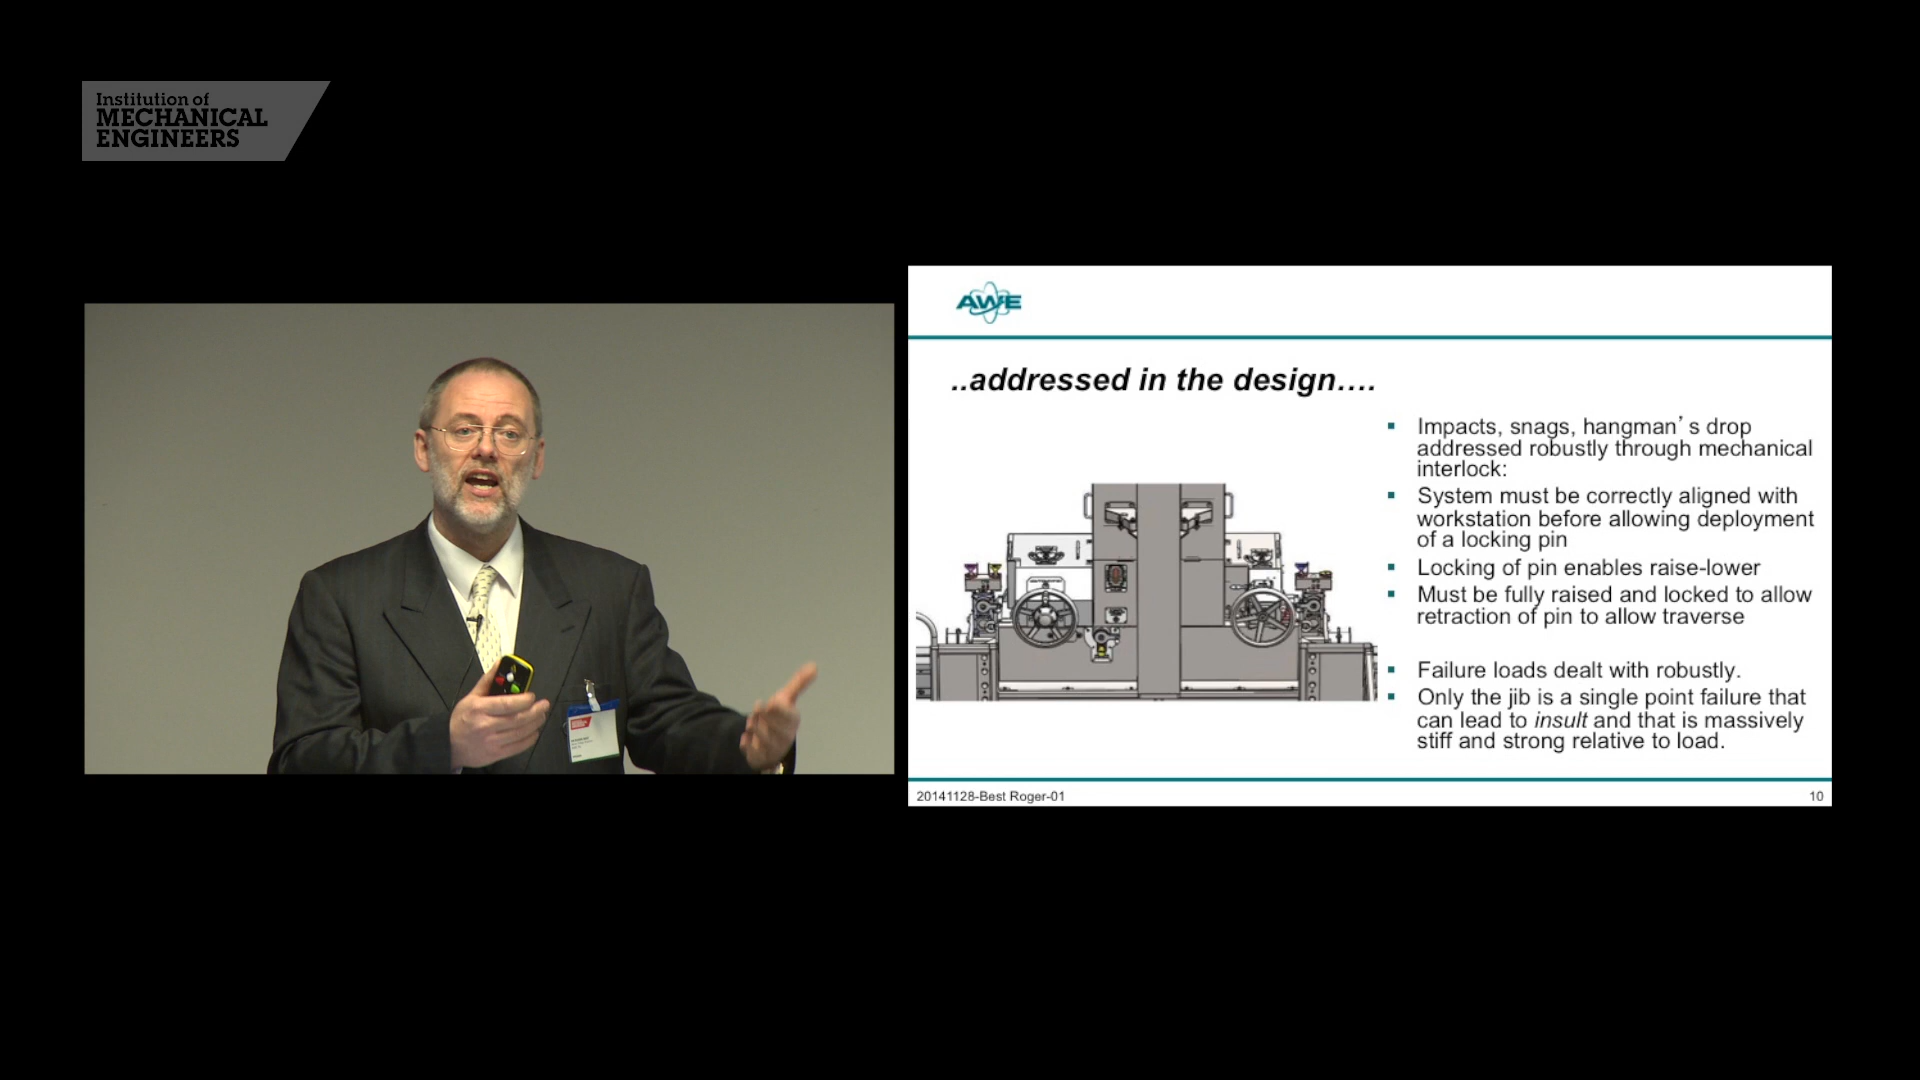 Institution of
MECHANICAL
ENGINEERS
AWE
..addressed in the design....
▪ Impacts, snags, hangman’s drop
addressed robustly through mechanical
interlock:
▪ System must be correctly aligned with
workstation before allowing deployment
of a locking pin
▪ Locking of pin enables raise-lower
▪ Must be fully raised and locked to allow
retraction of pin to allow traverse
▪ Failure loads dealt with robustly.
▪ Only the jib is a single point failure that
can lead to insult and that is massively
stiff and strong relative to load.
20141128-Best Roger-01
10